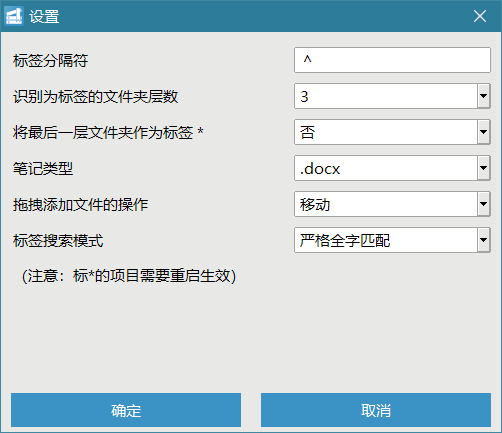 设置
标签分隔符 ^
识别为标签的文件夹层数 3
将最后一层文件夹作为标签 * 否
笔记类型 .docx
拖拽添加文件的操作 移动
标签搜索模式 严格全字匹配
（注意：标*的项目需要重启生效）
确定 取消